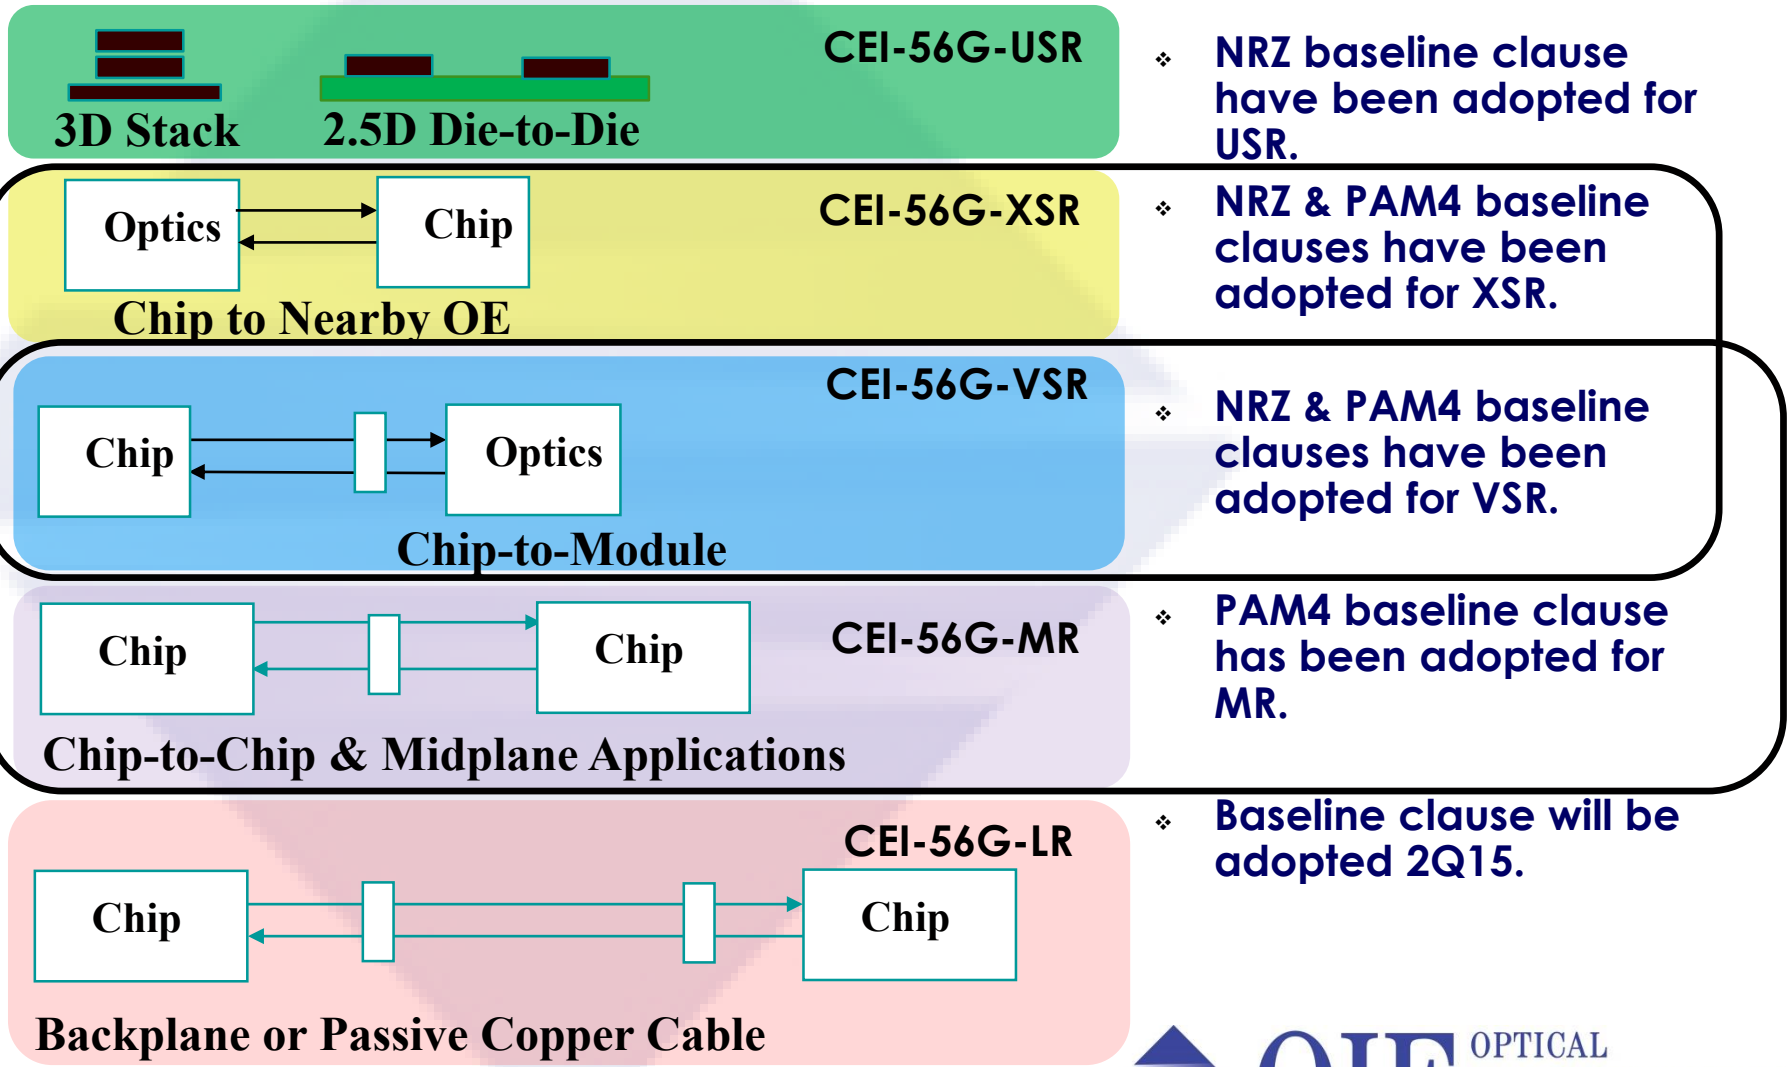 CEI-56G-USR
3D Stack
2.5D Die-to-Die
❖ NRZ baseline clause
have been adopted for
USR.
CEI-56G-XSR
Optics
Chip
Chip to Nearby OE
❖ NRZ & PAM4 baseline
clauses have been
adopted for XSR.
CEI-56G-VSR
Chip
Optics
Chip-to-Module
❖ NRZ & PAM4 baseline
clauses have been
adopted for VSR.
CEI-56G-MR
Chip
Chip
Chip-to-Chip & Midplane Applications
❖ PAM4 baseline clause
has been adopted for
MR.
CEI-56G-LR
Chip
Chip
Backplane or Passive Copper Cable
❖ Baseline clause will be
adopted 2Q15.
OIF
OPTICAL